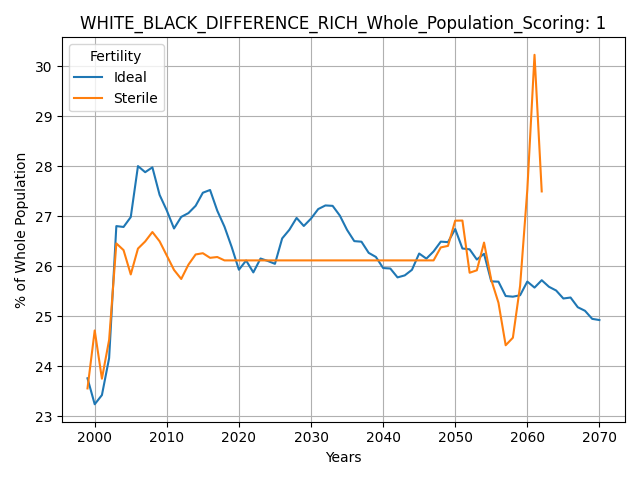 WHITE_BLACK_DIFFERENCE_RICH_Whole_Population_Scoring: 1
Fertility
Ideal
Sterile
% of Whole Population
30
29
28
27
26
25
24
23
2000 2010 2020 2030 2040 2050 2060 2070
Years